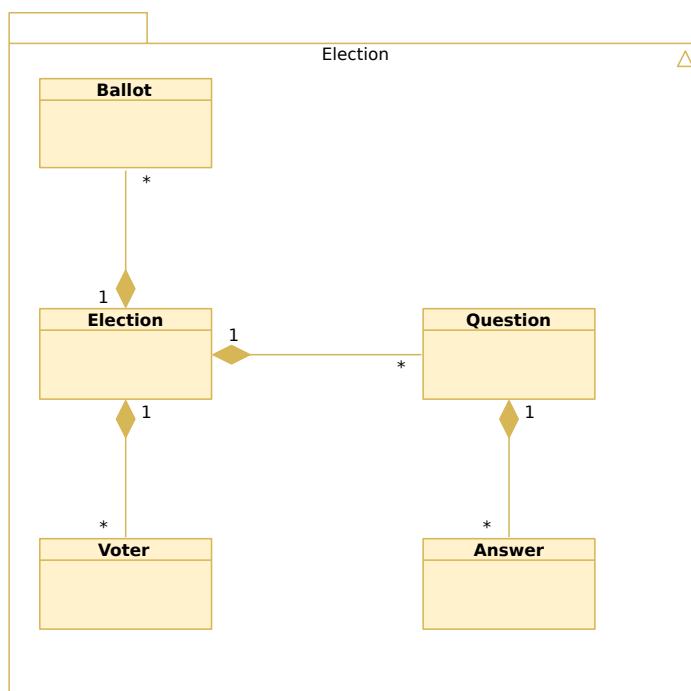 Election
Ballot
*
1
Election
1
*
Question
1
1
*
*
Voter
Answer